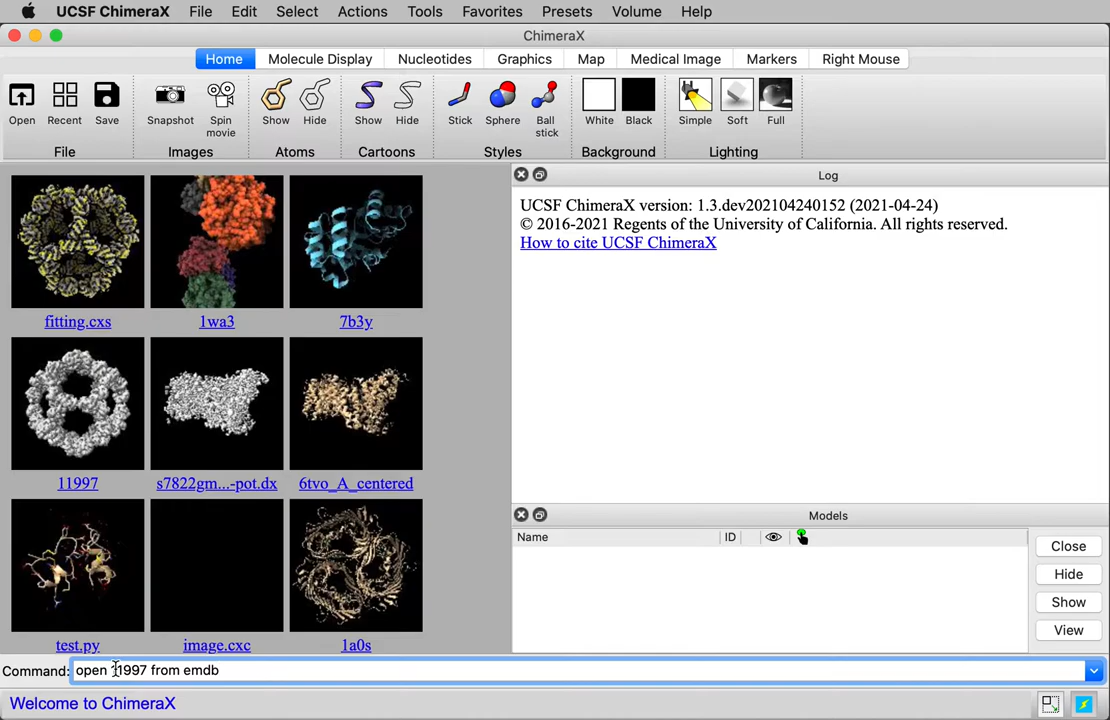 UCSF ChimeraX File Edit Select Actions Tools Favorites Presets Volume Help
ChimeraX
Home Molecule Display Nucleotides Graphics Map Medical Image Markers Right Mouse
Open Recent Save Snapshot Spin movie Show Hide Show Hide Stick Sphere Ball stick White Black Simple Soft Full
File Images Atoms Cartoons Styles Background Lighting
Log
UCSF ChimeraX version: 1.3.dev202104240152 (2021-04-24)
© 2016-2021 Regents of the University of California. All rights reserved.
How to cite UCSF ChimeraX
fitting.cxs 1wa3 7b3y
11997 s7822gm...-pot.dx 6tvo_A_centered
test.py image.cxc 1a0s
Models
Name ID
Close
Hide
Show
View
Command: open 11997 from emdb
Welcome to ChimeraX